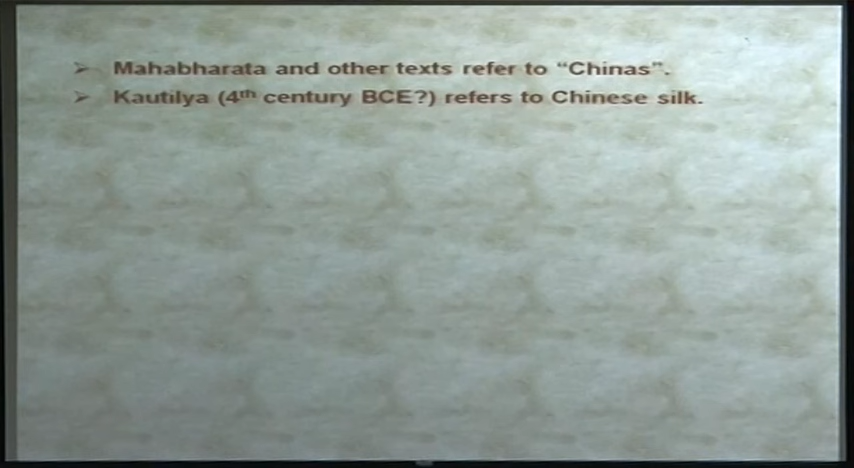 ➢ Mahabharata and other texts refer to “Chinas”.
➢ Kautilya (4th century BCE?) refers to Chinese silk.